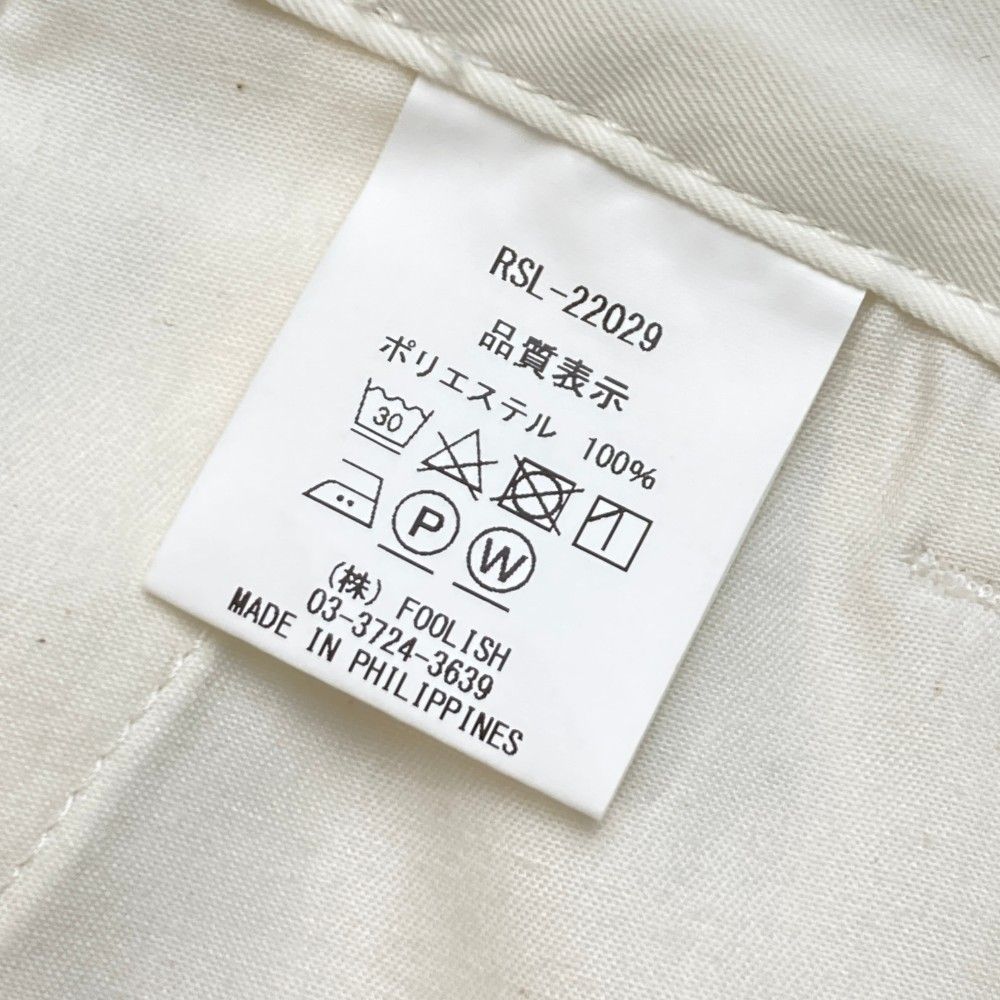 RSL-22029
品質表示
ポリエステル 100%
30
P W
(株) FOOLISH
03-3724-3639
MADE IN PHILIPPINES